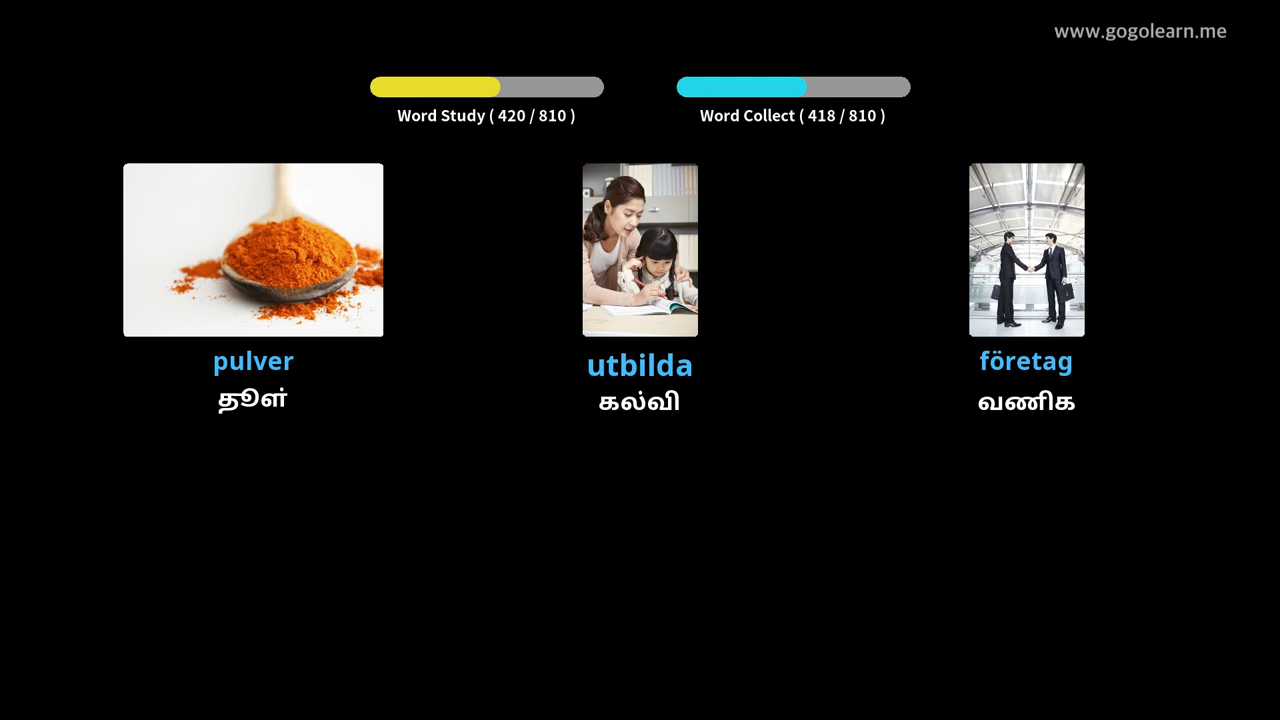 www.gogolearn.me
Word Study ( 420 / 810 )
Word Collect ( 418 / 810 )
pulver
தூள்
utbilda
கல்வி
företag
வணிக